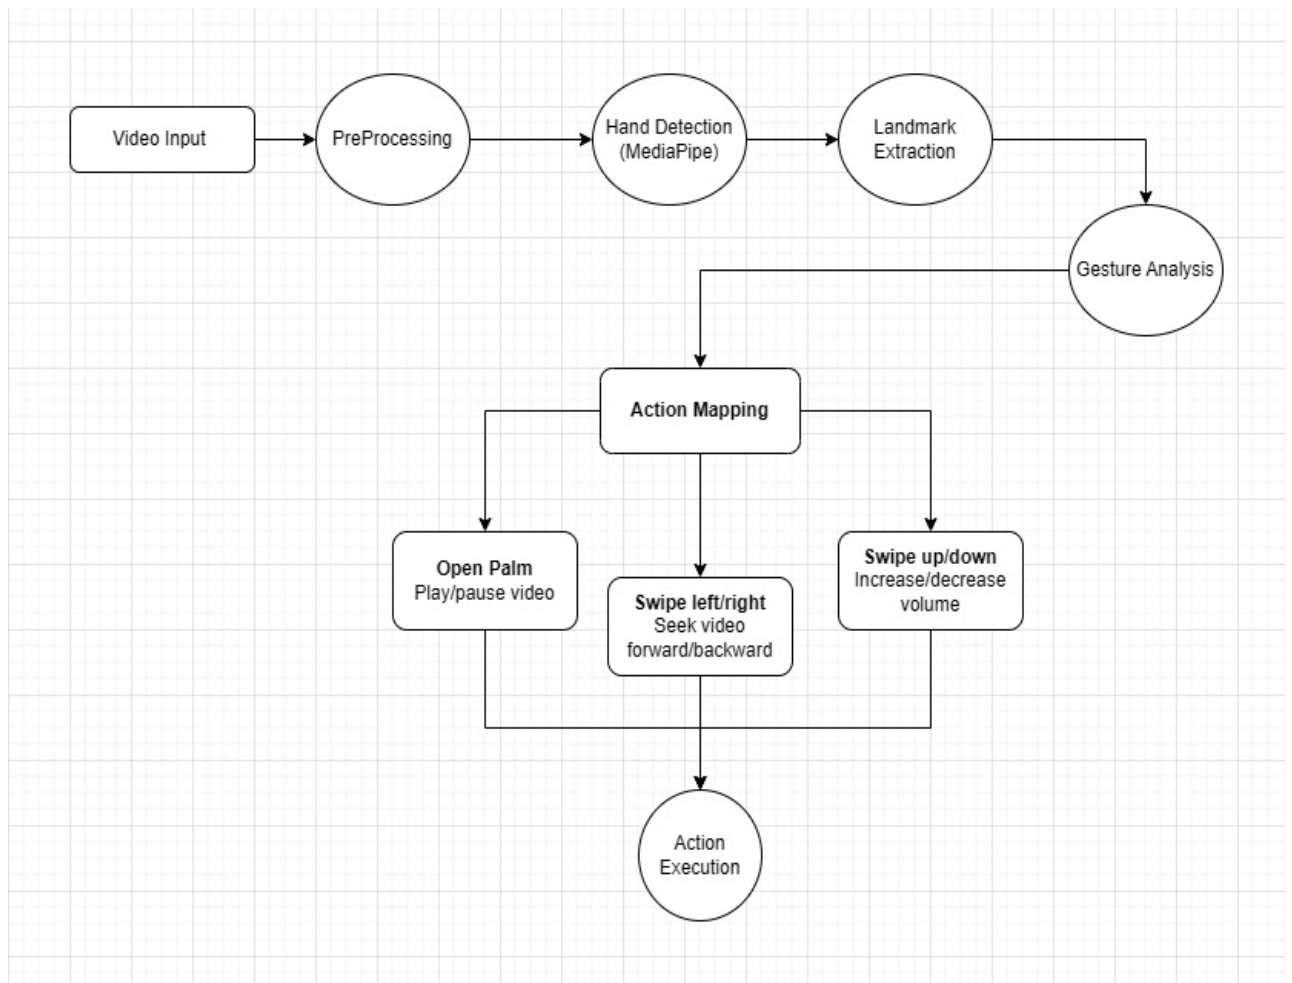 Video Input
PreProcessing
Hand Detection
(MediaPipe)
Landmark
Extraction
Gesture Analysis
Action Mapping
Open Palm
Play/pause video
Swipe left/right
Seek video
forward/backward
Swipe up/down
Increase/decrease
volume
Action
Execution